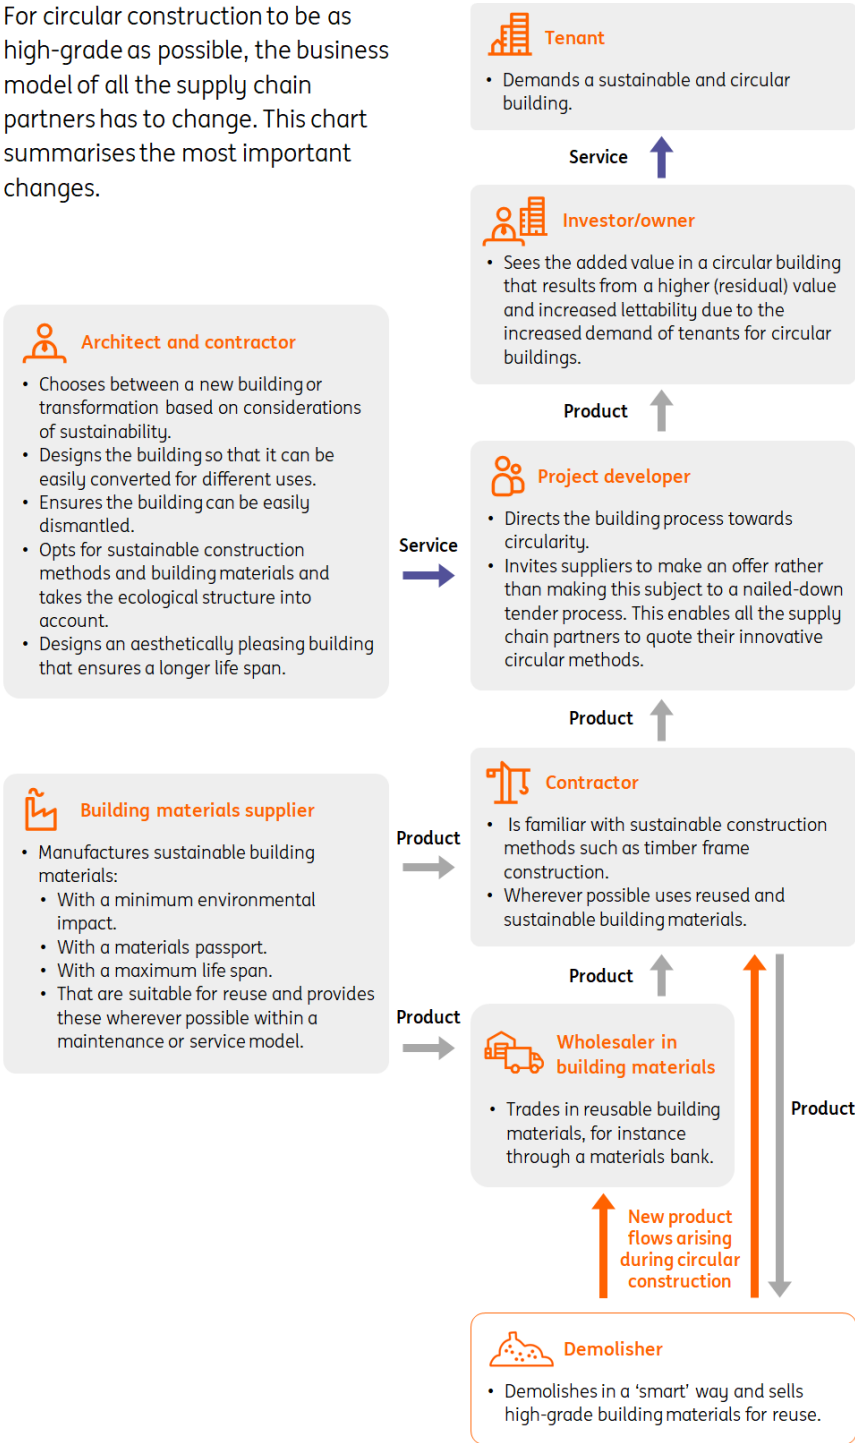 For circular construction to be as
high-grade as possible, the business
model of all the supply chain
partners has to change. This chart
summarises the most important
changes.
Tenant
• Demands a sustainable and circular
building.
Service
Investor/owner
• Sees the added value in a circular building
that results from a higher (residual) value
and increased lettability due to the
increased demand of tenants for circular
buildings.
Product
Architect and contractor
• Chooses between a new building or
transformation based on considerations
of sustainability.
• Designs the building so that it can be
easily converted for different uses.
• Ensures the building can be easily
dismantled.
• Opts for sustainable construction
methods and building materials and
takes the ecological structure into
account.
• Designs an aesthetically pleasing building
that ensures a longer life span.
Service
Project developer
• Directs the building process towards
circularity.
• Invites suppliers to make an offer rather
than making this subject to a nailed-down
tender process. This enables all the supply
chain partners to quote their innovative
circular methods.
Product
Building materials supplier
• Manufactures sustainable building
materials:
• With a minimum environmental
impact.
• With a materials passport.
• With a maximum life span.
• That are suitable for reuse and provides
these wherever possible within a
maintenance or service model.
Product
Product
Contractor
• Is familiar with sustainable construction
methods such as timber frame
construction.
• Wherever possible uses reused and
sustainable building materials.
Product
Wholesaler in
building materials
• Trades in reusable building
materials, for instance
through a materials bank.
Product
New product
flows arising
during circular
construction
Demolisher
• Demolishes in a ‘smart’ way and sells
high-grade building materials for reuse.